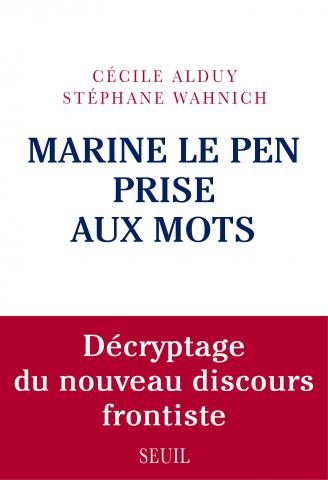 CÉCILE ALDUY
STÉPHANE WAHNICH
MARINE LE PEN
PRISE
AUX MOTS
Décryptage
du nouveau discours
frontiste
SEUIL